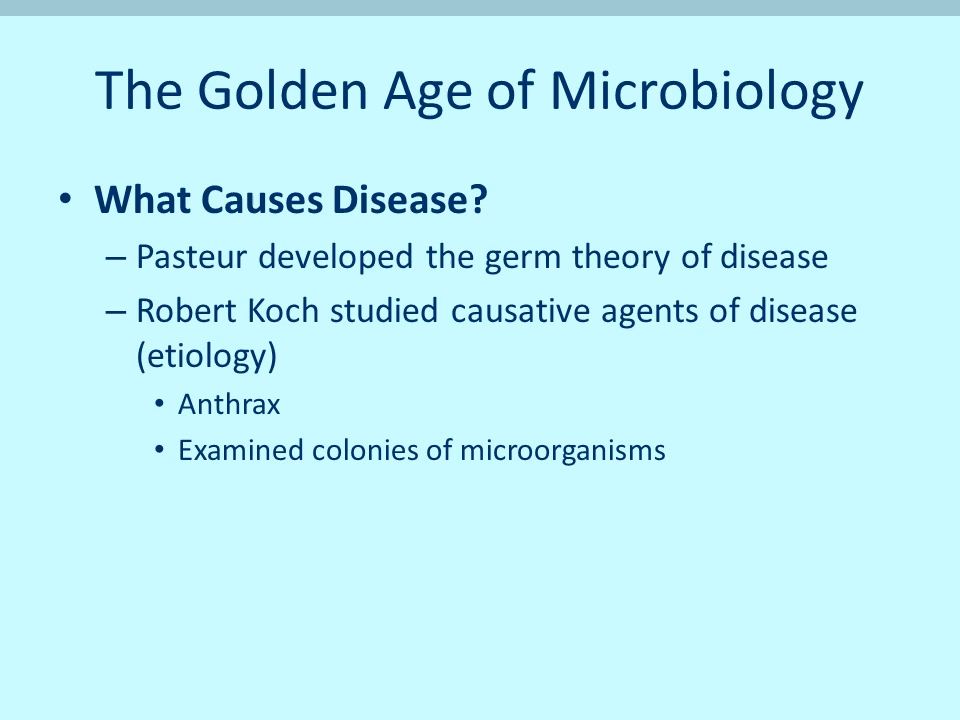 The Golden Age of Microbiology
• What Causes Disease?
– Pasteur developed the germ theory of disease
– Robert Koch studied causative agents of disease
(etiology)
• Anthrax
• Examined colonies of microorganisms